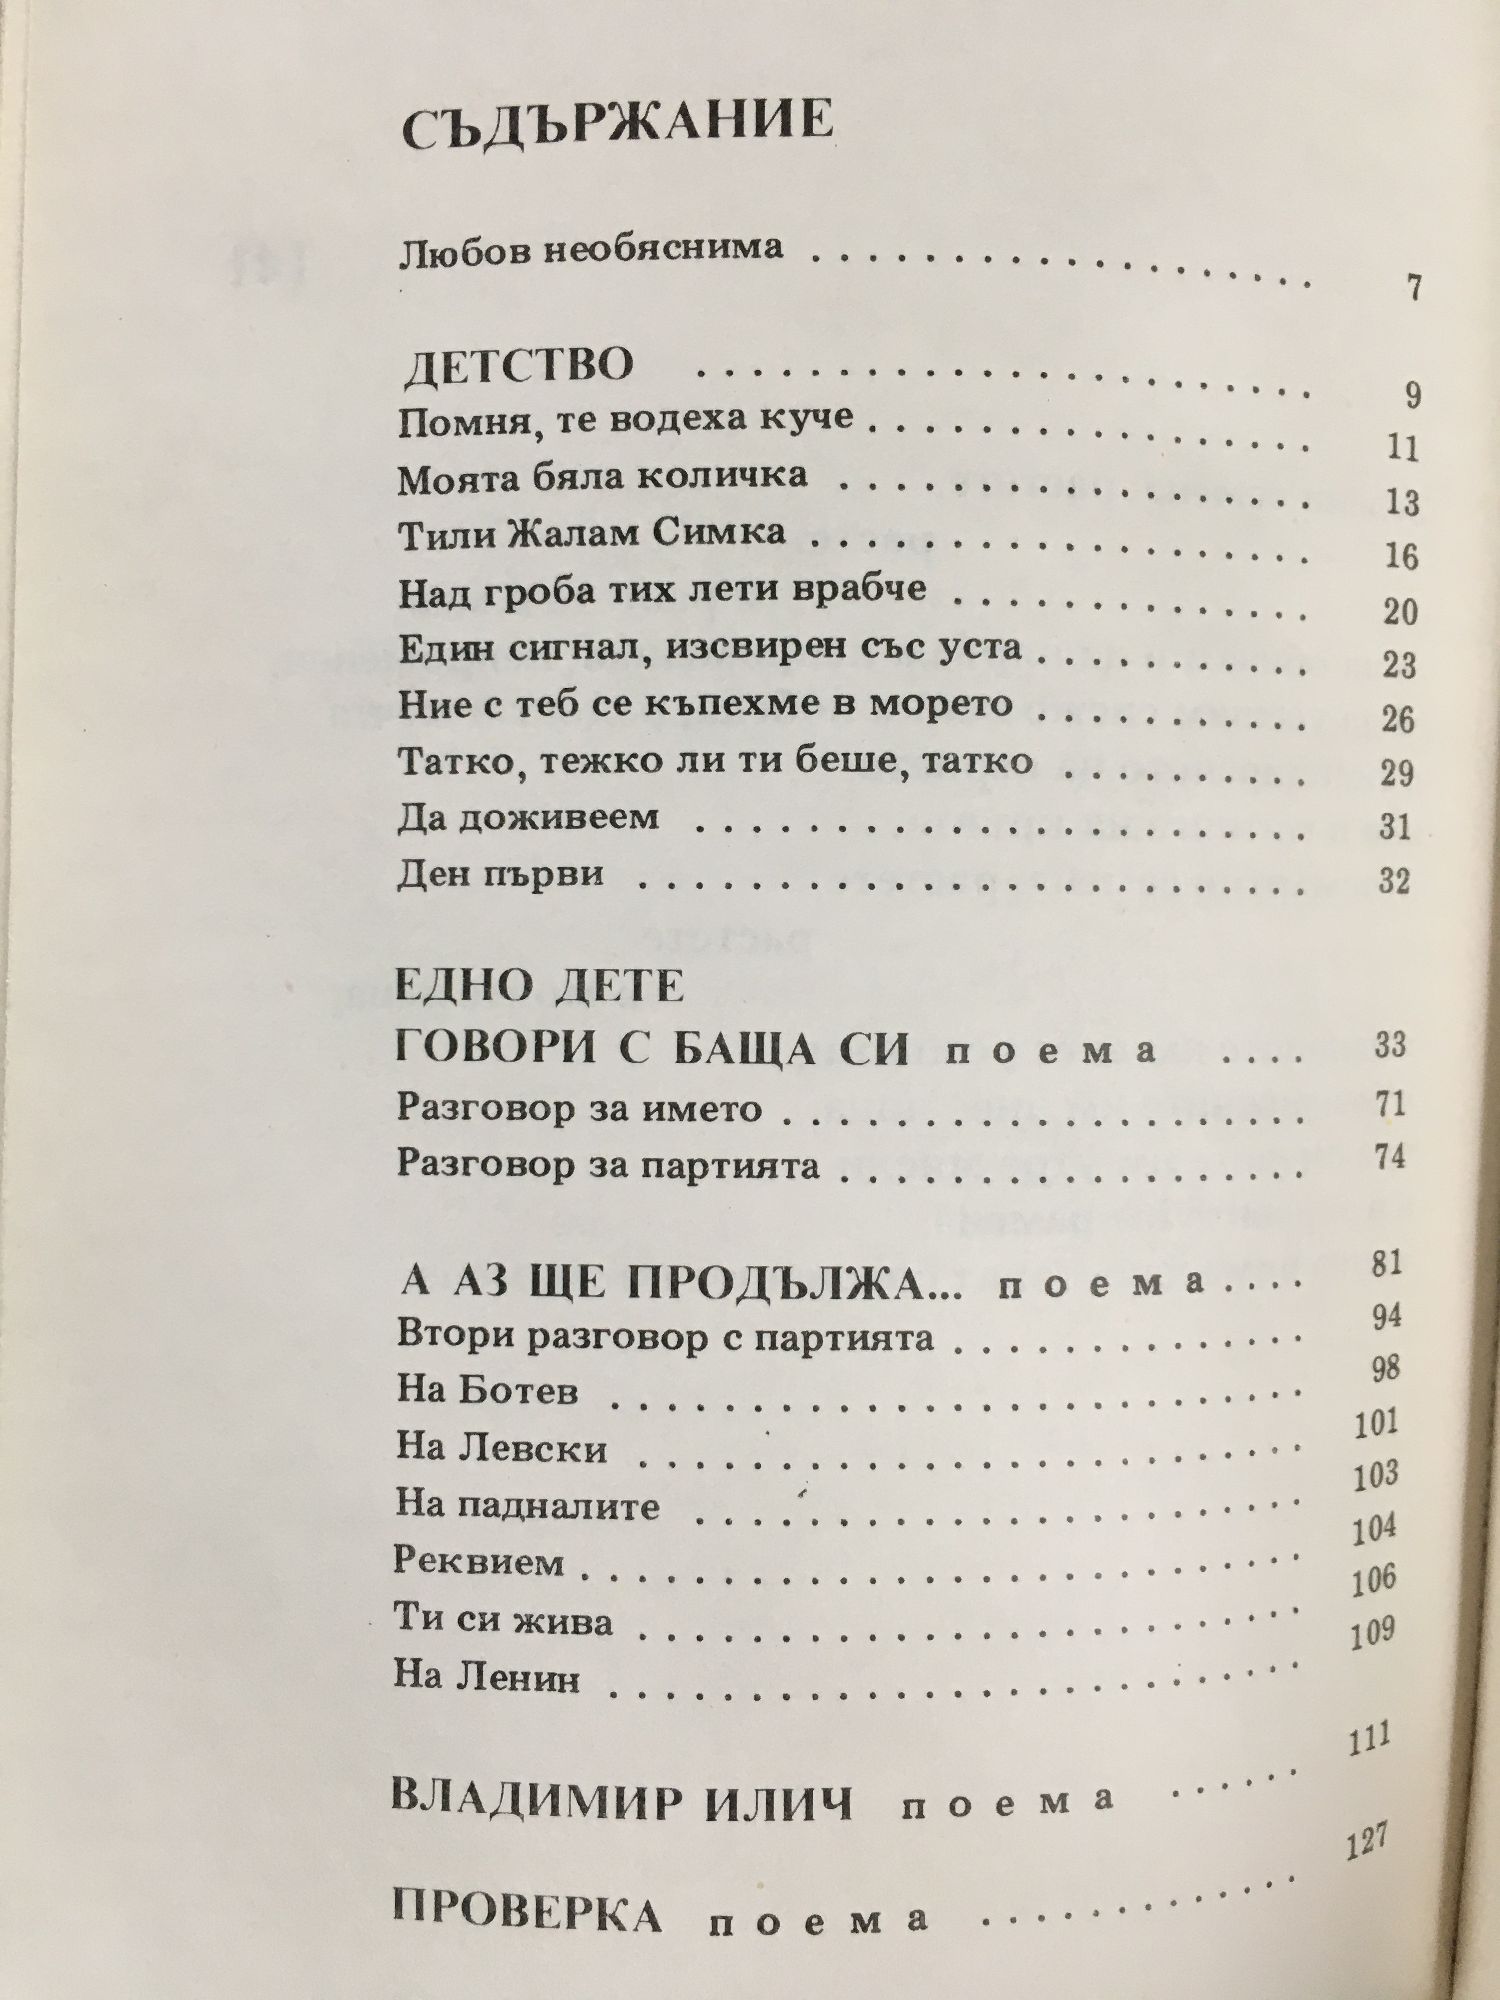 СЪДЪРЖАНИЕ
Любов необяснима . . . . . . . . . . . . . . . . . . 7
ДЕТСТВО . . . . . . . . . . . . . . . . . . . . . . 9
Помня, те водеха куче . . . . . . . . . . . . . . . . 11
Моята бяла количка . . . . . . . . . . . . . . . . . 13
Тили Жалам Симка . . . . . . . . . . . . . . . . . . 16
Над гроба тих лети врабче . . . . . . . . . . . . . 20
Един сигнал, изсвирен със уста . . . . . . . . . . 23
Ние с теб се къпехме в морето . . . . . . . . . . 26
Татко, тежко ли ти беше, татко . . . . . . . . . 29
Да доживеем . . . . . . . . . . . . . . . . . . . . . . 31
Ден първи . . . . . . . . . . . . . . . . . . . . . . . . 32
ЕДНО ДЕТЕ
ГОВОРИ С БАЩА СИ поема . . . . 33
Разговор за името . . . . . . . . . . . . . . . . . . . 71
Разговор за партията . . . . . . . . . . . . . . . . . 74
А АЗ ЩЕ ПРОДЪЛЖА... поема . . . . 81
Втори разговор с партията . . . . . . . . . . . . . 94
На Ботев . . . . . . . . . . . . . . . . . . . . . . . . . 98
На Левски . . . . . . . . . . . . . . . . . . . . . . . . 101
На падналите . . . . . . . . . . . . . . . . . . . . . . 103
Реквием . . . . . . . . . . . . . . . . . . . . . . . . . . 104
Ти си жива . . . . . . . . . . . . . . . . . . . . . . . . 106
На Ленин . . . . . . . . . . . . . . . . . . . . . . . . . 109
ВЛАДИМИР ИЛИЧ поема . . . . . . 111
ПРОВЕРКА поема . . . . . . . . . . . . 127